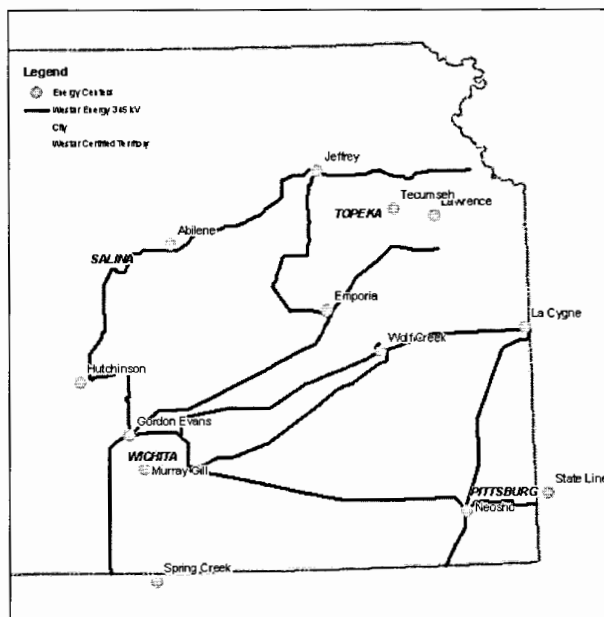 Legend
Energy Centers
Westar Energy 345 kV
City
Westar Certified Territory
Jeffrey
Tecumseh
TOPEKA
Lawrence
Abilene
SALINA
Emporia
La Cygne
Wolf Creek
Hutchinson
Gordon Evans
WICHITA
Murray Gill
PITTSBURG
State Line
Neosho
Spring Creek